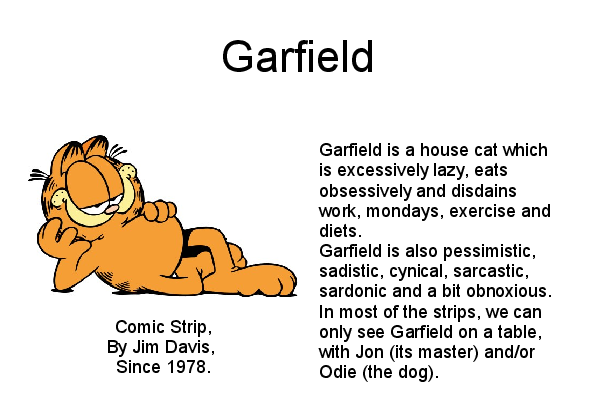 Garfield
Garfield is a house cat which
is excessively lazy, eats
obsessively and disdains
work, mondays, exercise and
diets.
Garfield is also pessimistic,
sadistic, cynical, sarcastic,
sardonic and a bit obnoxious.
In most of the strips, we can
only see Garfield on a table,
with Jon (its master) and/or
Odie (the dog).
Comic Strip,
By Jim Davis,
Since 1978.